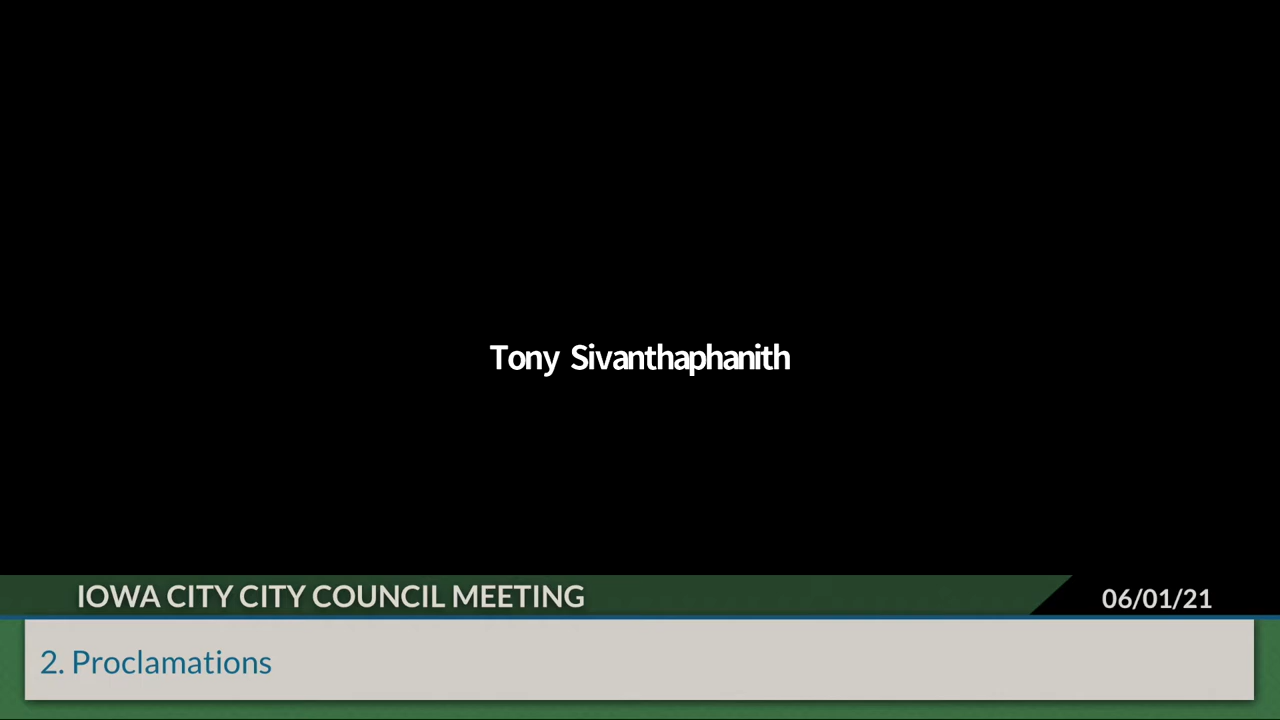 Tony Sivanthaphanith
IOWA CITY CITY COUNCIL MEETING
06/01/21
2. Proclamations